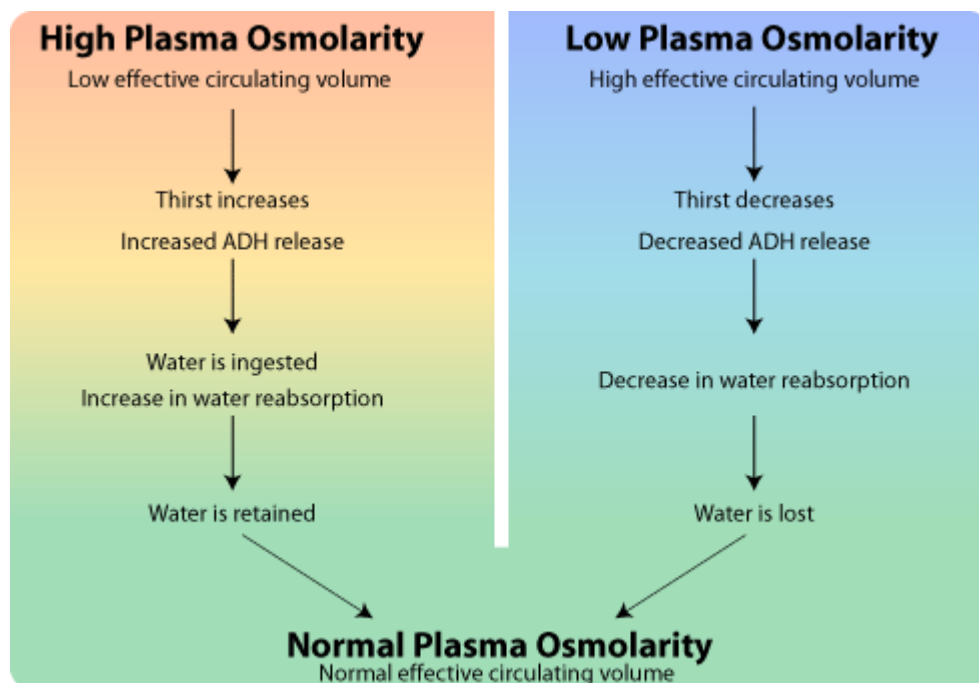 High Plasma Osmolarity
Low effective circulating volume
Thirst increases
Increased ADH release
Water is ingested
Increase in water reabsorption
Water is retained
Low Plasma Osmolarity
High effective circulating volume
Thirst decreases
Decreased ADH release
Decrease in water reabsorption
Water is lost
Normal Plasma Osmolarity
Normal effective circulating volume